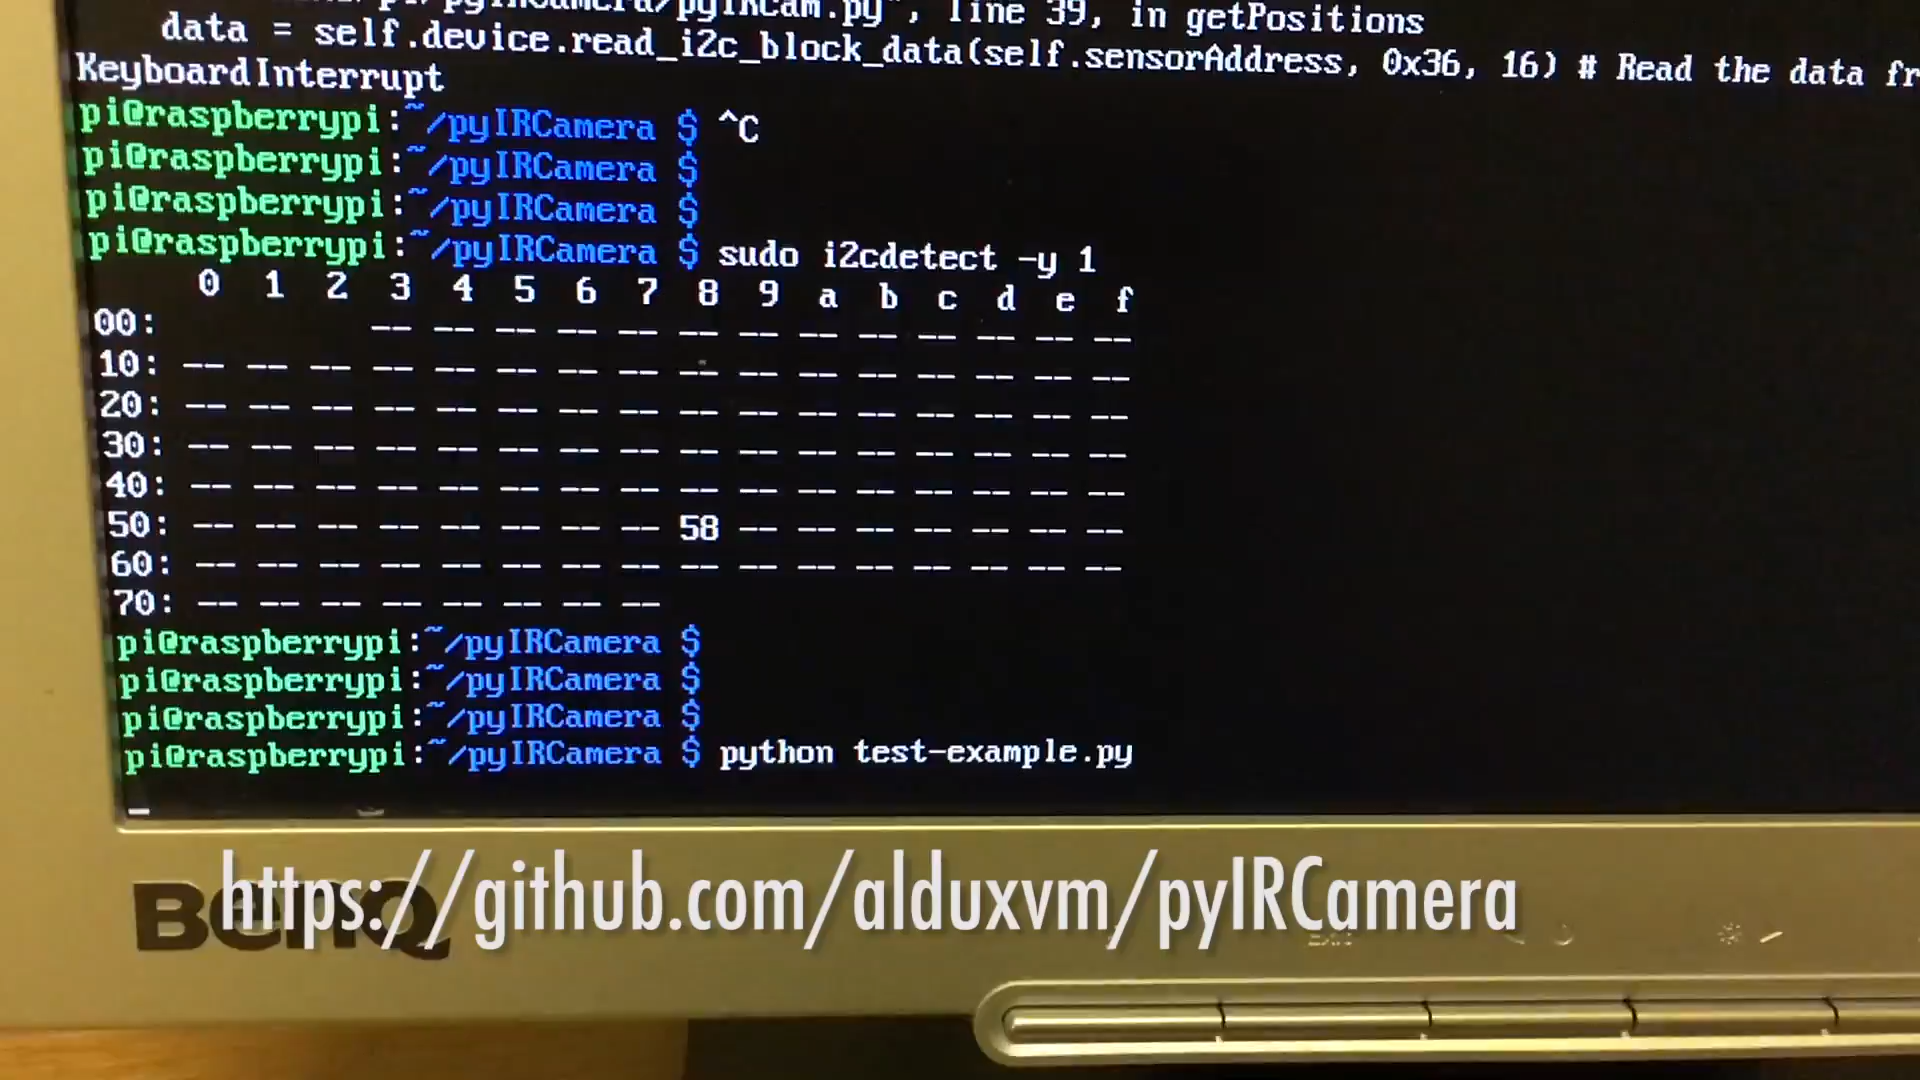 pyIRCam.py", line 39, in getPositions
data = self.device.read_i2c_block_data(self.sensorAddress, 0x36, 16) # Read the data fr
KeyboardInterrupt
pi@raspberrypi:~/pyIRCamera $ ^C
pi@raspberrypi:~/pyIRCamera $
pi@raspberrypi:~/pyIRCamera $
pi@raspberrypi:~/pyIRCamera $ sudo i2cdetect -y 1
0 1 2 3 4 5 6 7 8 9 a b c d e f
00: -- -- -- -- -- -- -- -- -- -- -- -- --
10: -- -- -- -- -- -- -- -- -- -- -- -- -- -- -- --
20: -- -- -- -- -- -- -- -- -- -- -- -- -- -- -- --
30: -- -- -- -- -- -- -- -- -- -- -- -- -- -- -- --
40: -- -- -- -- -- -- -- -- -- -- -- -- -- -- -- --
50: -- -- -- -- -- -- -- -- 58 -- -- -- -- -- -- --
60: -- -- -- -- -- -- -- -- -- -- -- -- -- -- -- --
70: -- -- -- -- -- -- -- --
pi@raspberrypi:~/pyIRCamera $
pi@raspberrypi:~/pyIRCamera $
pi@raspberrypi:~/pyIRCamera $
pi@raspberrypi:~/pyIRCamera $ python test-example.py
https://github.com/alduxvm/pyIRCamera
BenQ